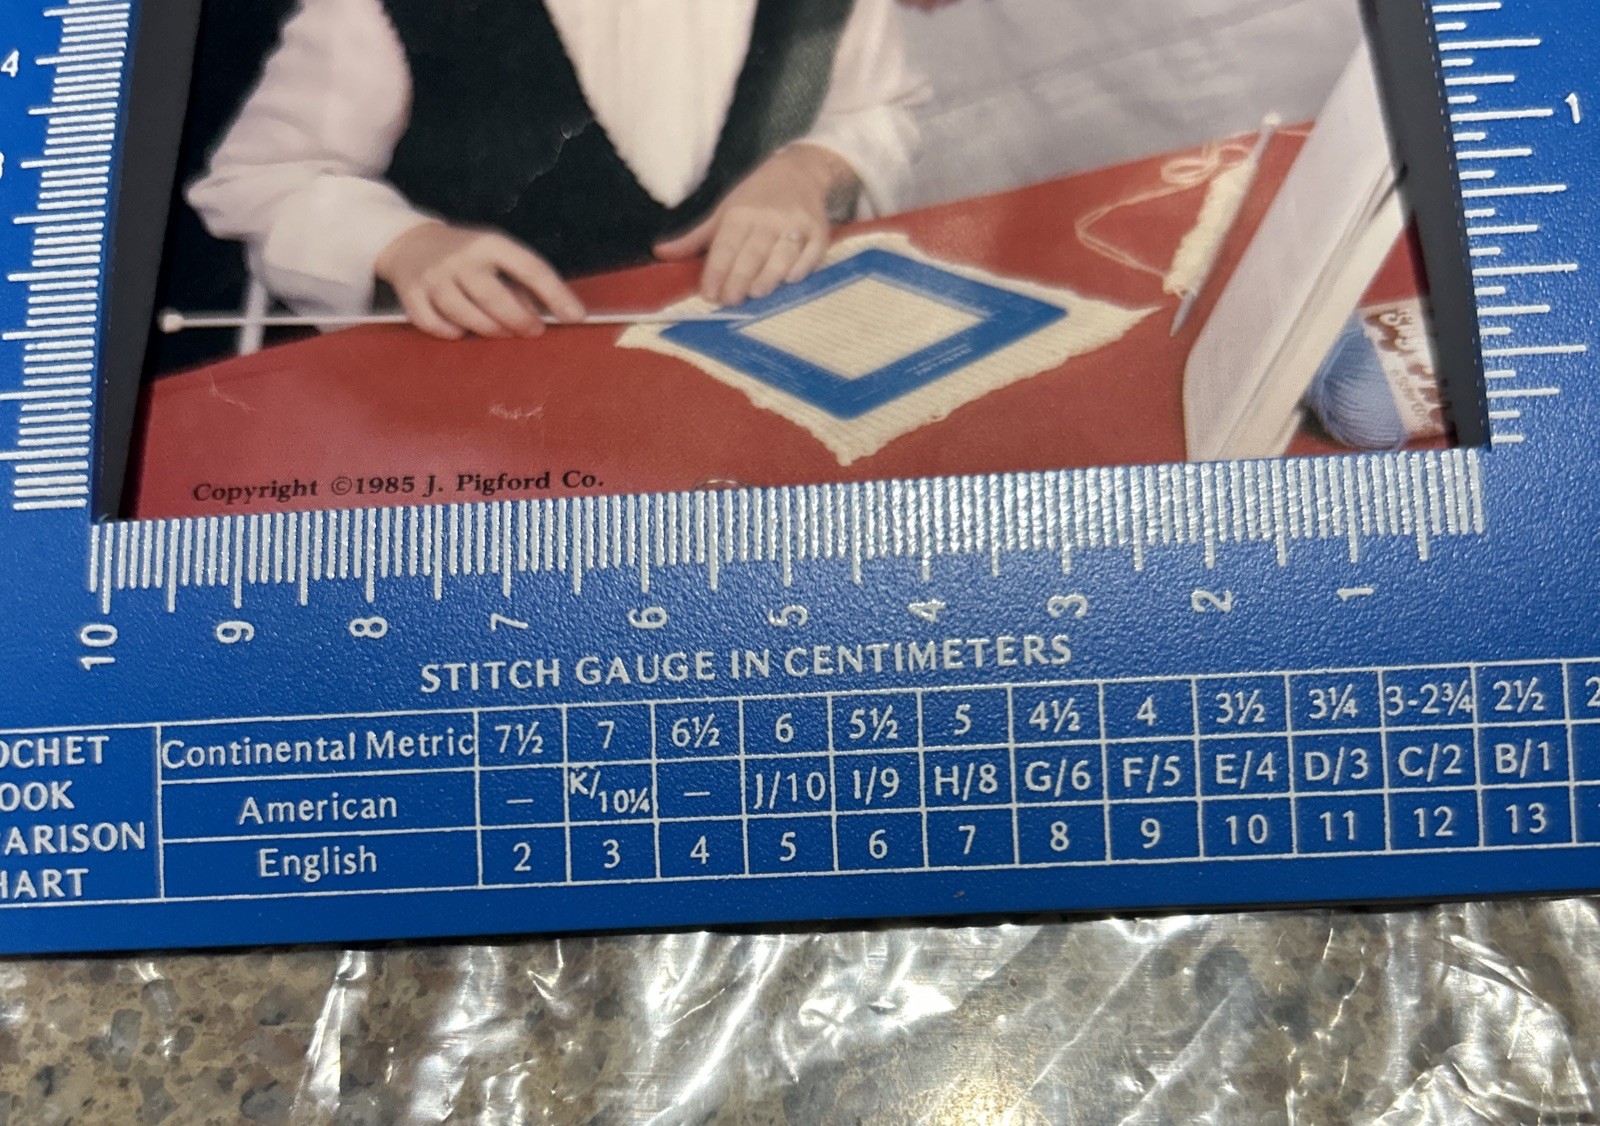 4
3
1
Copyright ©1985 J. Pigford Co.
10 9 8 7 6 5 4 3 2 1
STITCH GAUGE IN CENTIMETERS
OCHET
OOK
PARISON
HART
Continental Metric 7½ 7 6½ 6 5½ 5 4½ 4 3½ 3¼ 3-2¾ 2½ 2
American — K/10¼ — J/10 I/9 H/8 G/6 F/5 E/4 D/3 C/2 B/1
English 2 3 4 5 6 7 8 9 10 11 12 13